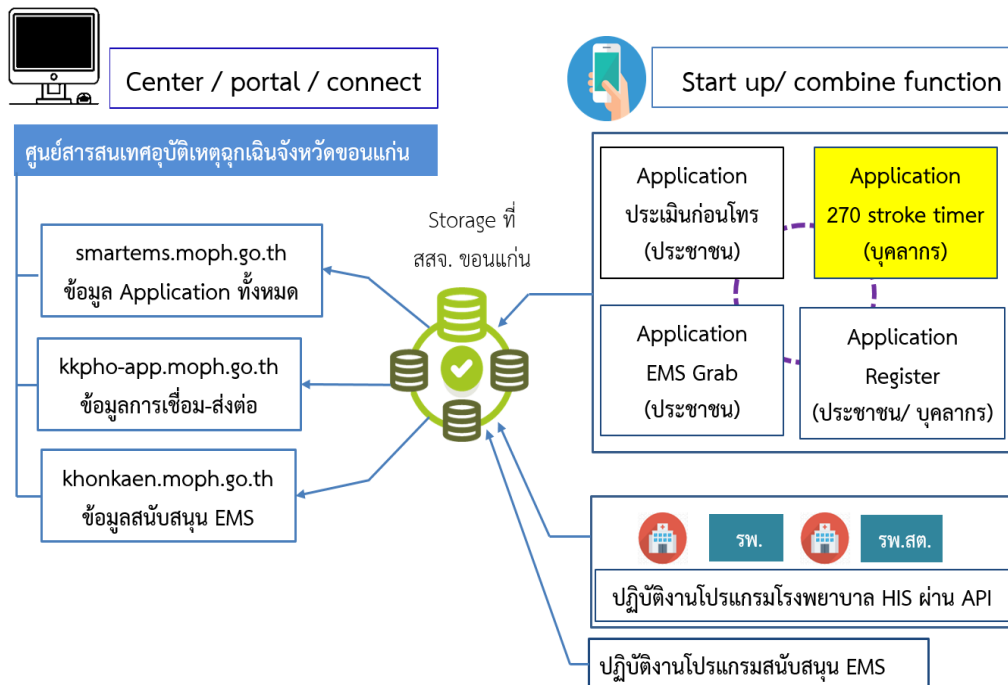 Center / portal / connect
ศูนย์สารสนเทศอุบัติเหตุฉุกเฉินจังหวัดขอนแก่น
smartems.moph.go.th
ข้อมูล Application ทั้งหมด
kkpho-app.moph.go.th
ข้อมูลการเชื่อม-ส่งต่อ
khonkaen.moph.go.th
ข้อมูลสนับสนุน EMS
Storage ที่
สสจ. ขอนแก่น
Start up/ combine function
Application
ประเมินก่อนโทร
(ประชาชน)
Application
270 stroke timer
(บุคลากร)
Application
EMS Grab
(ประชาชน)
Application
Register
(ประชาชน/ บุคลากร)
รพ.
รพ.สต.
ปฏิบัติงานโปรแกรมโรงพยาบาล HIS ผ่าน API
ปฏิบัติงานโปรแกรมสนับสนุน EMS